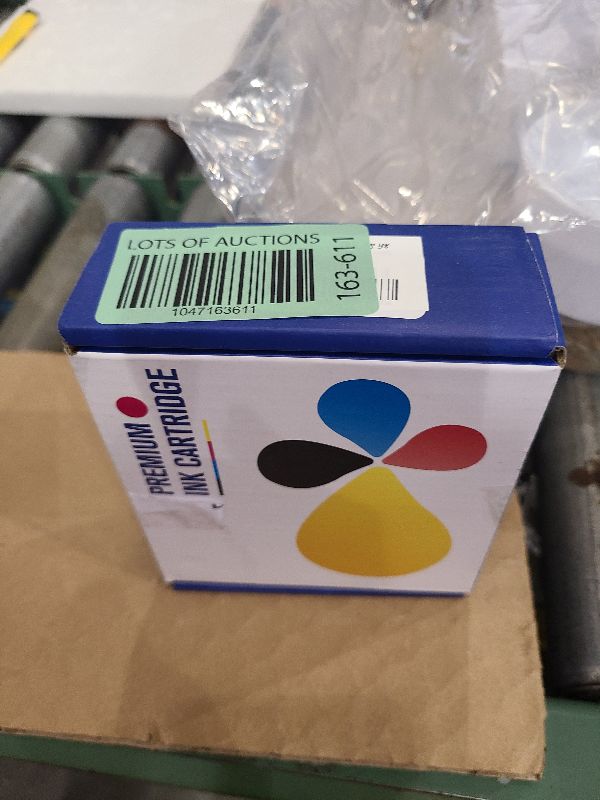 LOTS OF AUCTIONS
1047163611
163-611
PREMIUM
INK CARTRIDGE